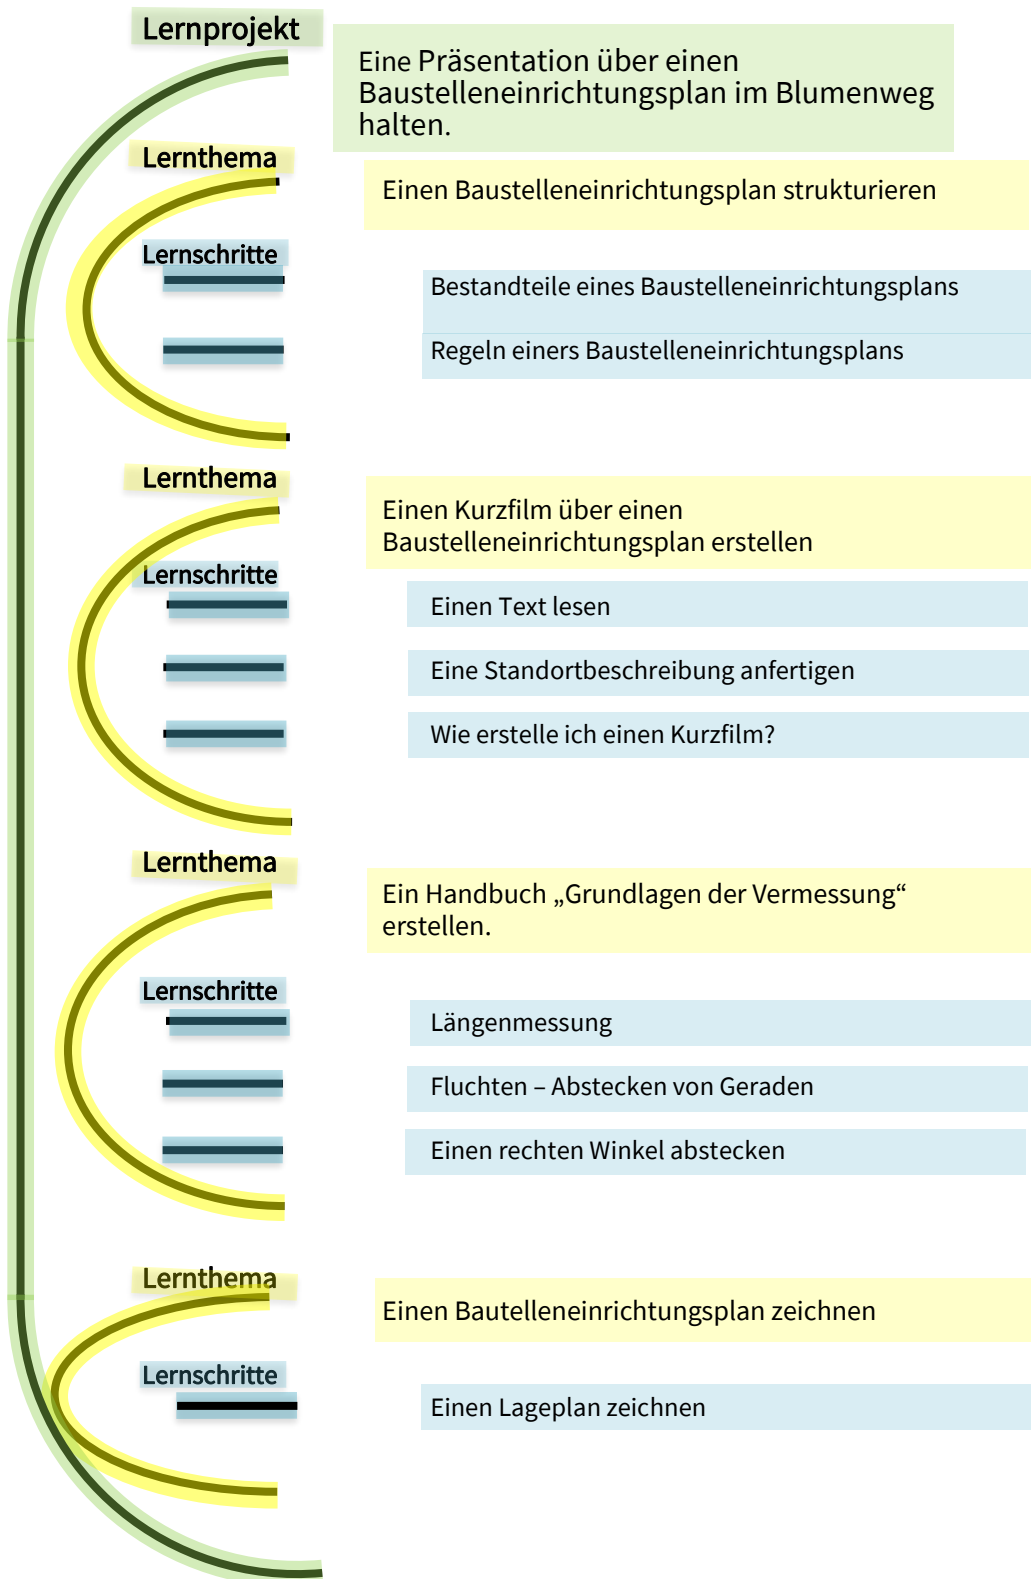 Lernprojekt
Eine Präsentation über einen
Baustelleneinrichtungsplan im Blumenweg
halten.
Lernthema
Einen Baustelleneinrichtungsplan strukturieren
Lernschritte
Bestandteile eines Baustelleneinrichtungsplans
Regeln einers Baustelleneinrichtungsplans
Lernthema
Einen Kurzfilm über einen
Baustelleneinrichtungsplan erstellen
Lernschritte
Einen Text lesen
Eine Standortbeschreibung anfertigen
Wie erstelle ich einen Kurzfilm?
Lernthema
Ein Handbuch „Grundlagen der Vermessung“
erstellen.
Lernschritte
Längenmessung
Fluchten – Abstecken von Geraden
Einen rechten Winkel abstecken
Lernthema
Einen Bautelleneinrichtungsplan zeichnen
Lernschritte
Einen Lageplan zeichnen